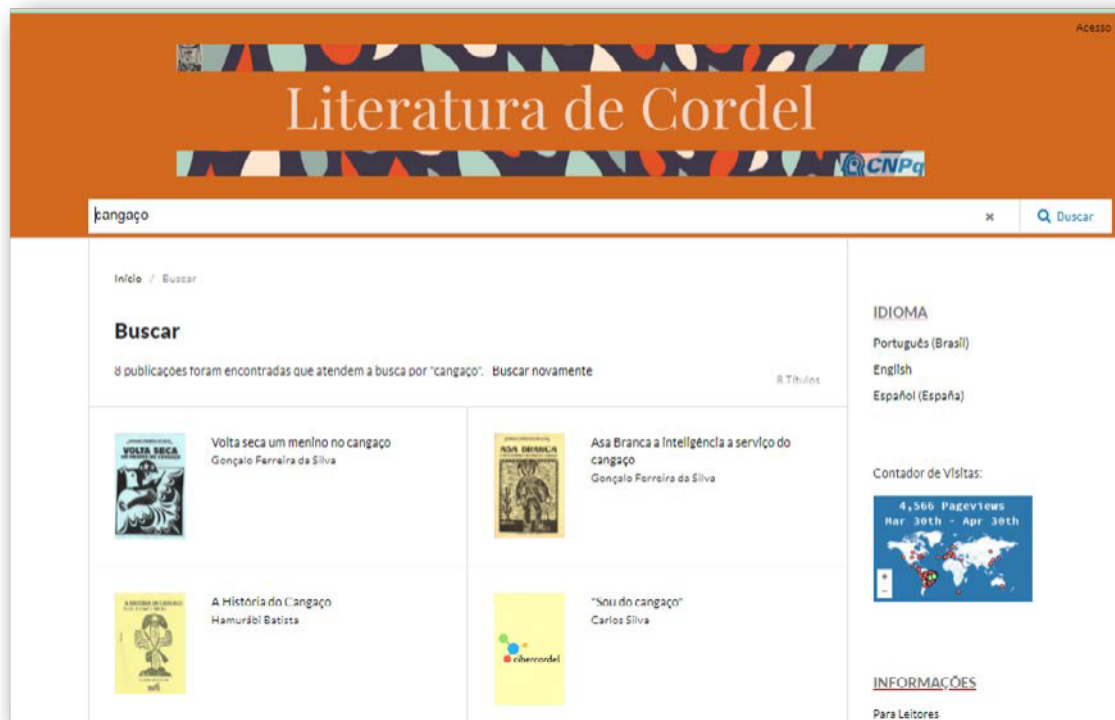 Acesso
Literatura de Cordel
CNPq
cangaço
× Buscar
Início / Buscar
Buscar
8 publicações foram encontradas que atendem a busca por "cangaço". Buscar novamente
8 Títulos
VOLTA SECA
Volta seca um menino no cangaço
Gonçalo Ferreira da Silva
ASA BRANCA
Asa Branca a inteligência a serviço do
cangaço
Gonçalo Ferreira da Silva
A HISTÓRIA DO CANGAÇO
A História do Cangaço
Hamurábi Batista
cibercordel
"Sou do cangaço"
Carlos Silva
IDIOMA
Português (Brasil)
English
Español (España)
Contador de Visitas:
4,566 Pageviews
Mar 30th - Apr 30th
+
-
INFORMAÇÕES
Para Leitores